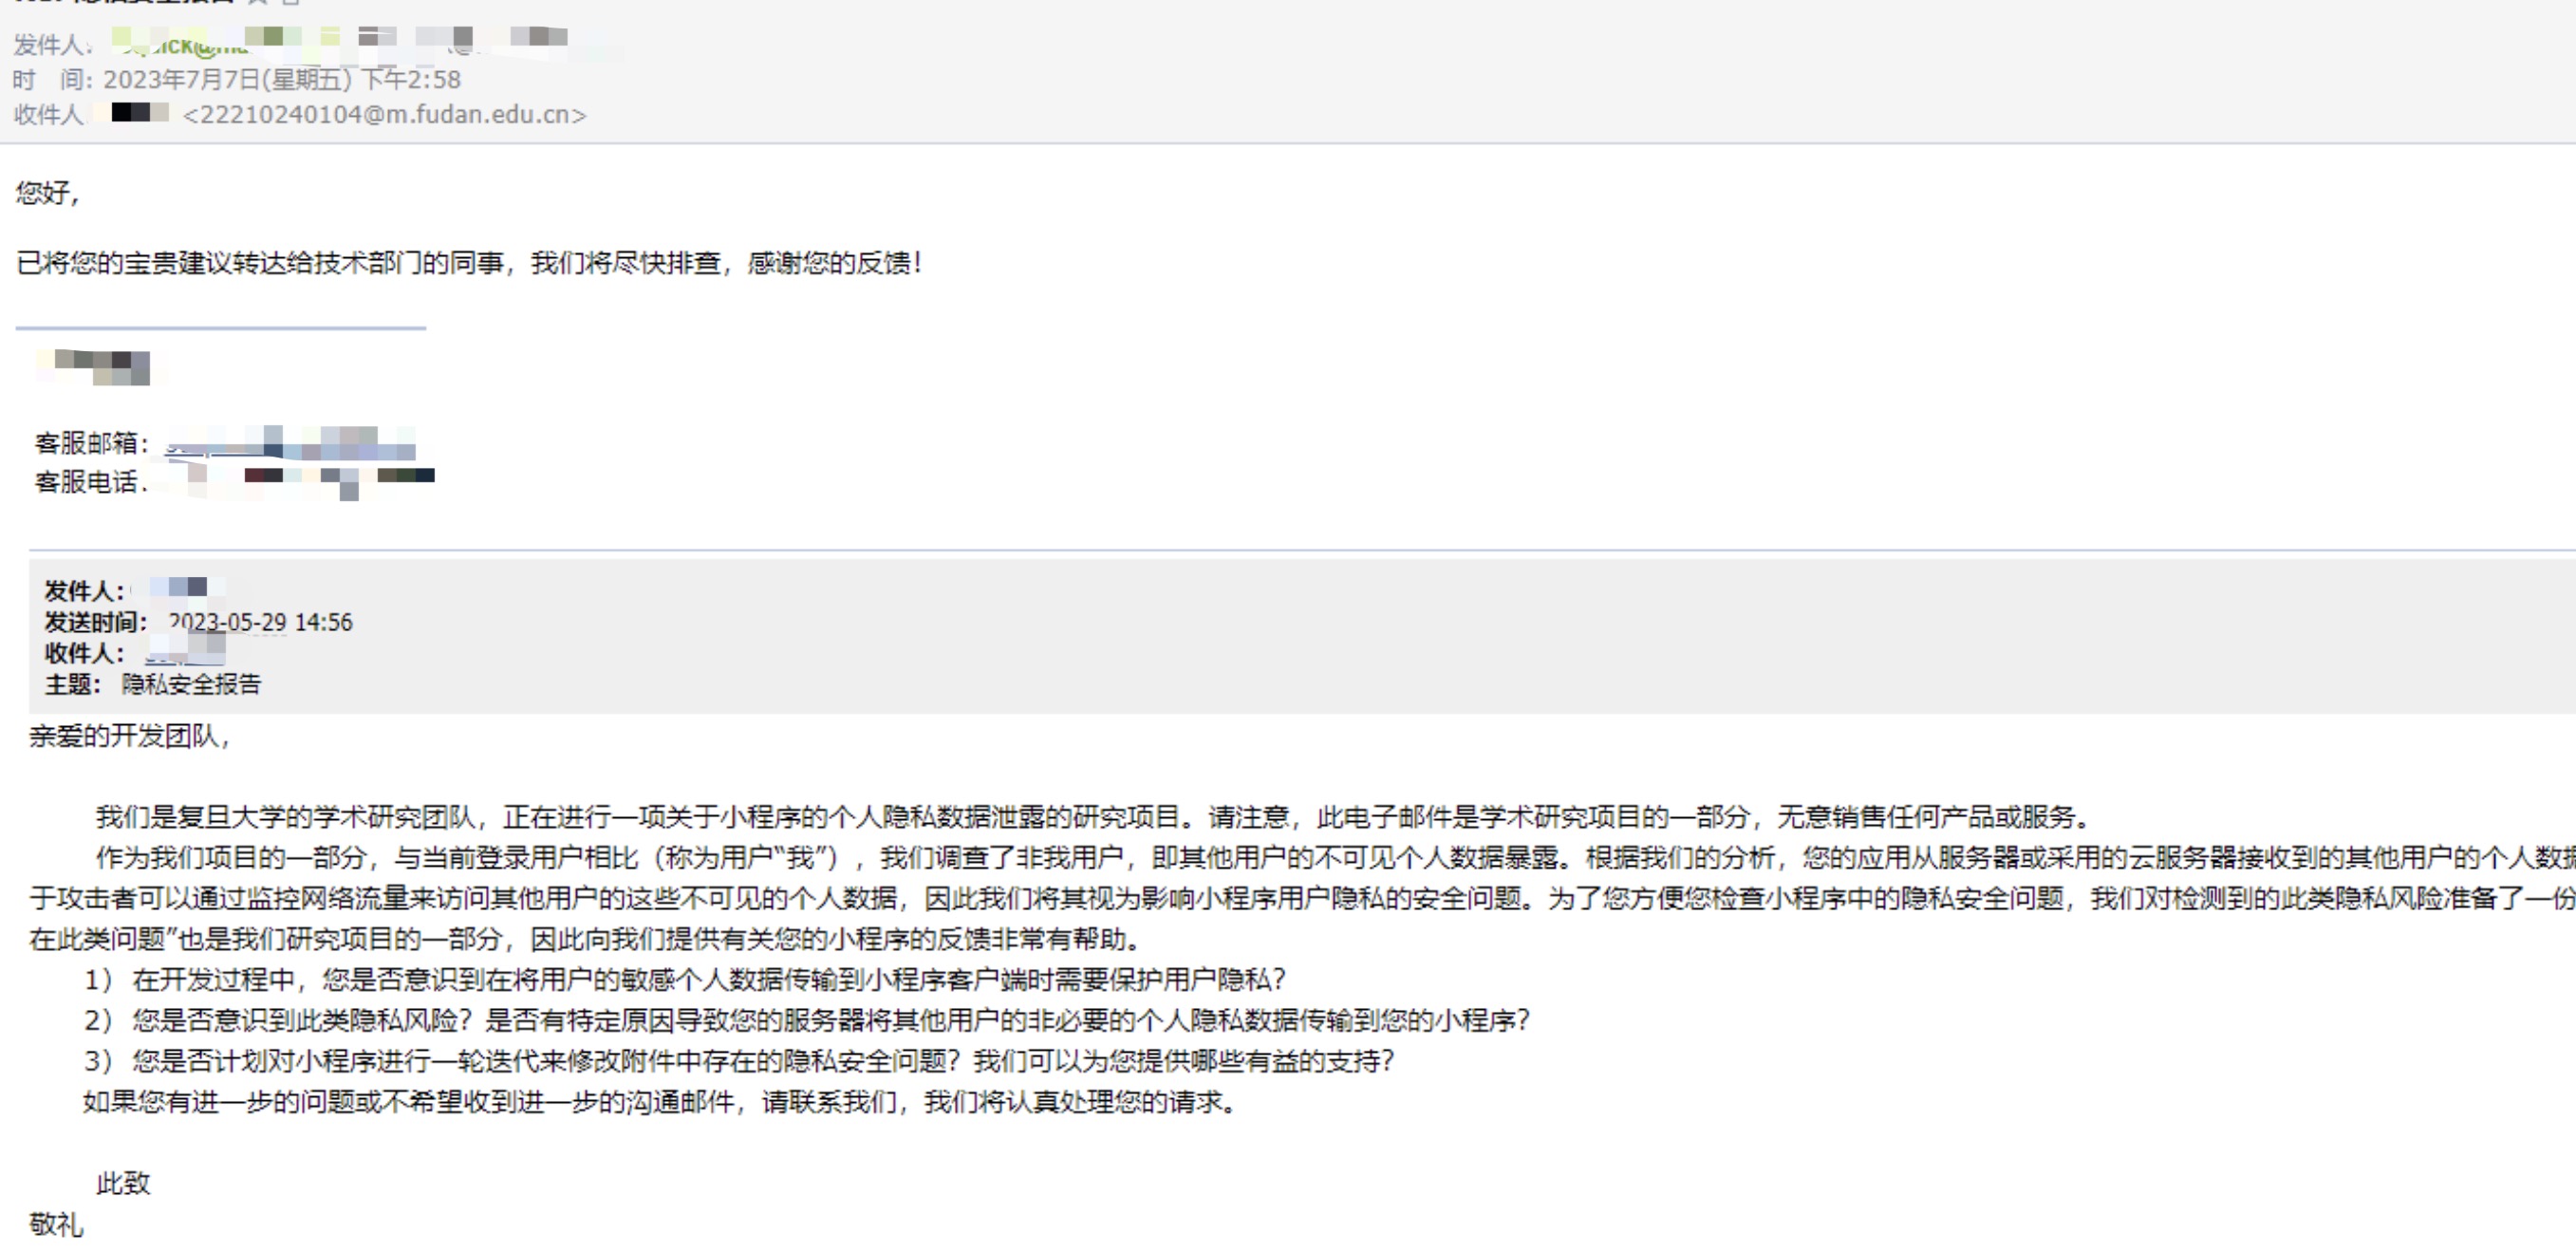 发件人:
时 间: 2023年7月7日(星期五) 下午2:58
收件人 <22210240104@m.fudan.edu.cn>
您好,
已将您的宝贵建议转达给技术部门的同事，我们将尽快排查，感谢您的反馈！
客服邮箱:
客服电话
发件人:
发送时间: 2023-05-29 14:56
收件人:
主题: 隐私安全报告
亲爱的开发团队,
我们是复旦大学的学术研究团队，正在进行一项关于小程序的个人隐私数据泄露的研究项目。请注意，此电子邮件是学术研究项目的一部分，无意销售任何产品或服务。
作为我们项目的一部分，与当前登录用户相比（称为用户“我”），我们调查了非我用户，即其他用户的不可见个人数据暴露。根据我们的分析，您的应用从服务器或采用的云服务器接收到的其他用户的个人数据
于攻击者可以通过监控网络流量来访问其他用户的这些不可见的个人数据，因此我们将其视为影响小程序用户隐私的安全问题。为了您方便您检查小程序中的隐私安全问题，我们对检测到的此类隐私风险准备了一份
在此类问题”也是我们研究项目的一部分，因此向我们提供有关您的小程序的反馈非常有帮助。
1） 在开发过程中，您是否意识到在将用户的敏感个人数据传输到小程序客户端时需要保护用户隐私？
2） 您是否意识到此类隐私风险？是否有特定原因导致您的服务器将其他用户的非必要的个人隐私数据传输到您的小程序？
3） 您是否计划对小程序进行一轮迭代来修改附件中存在的隐私安全问题？我们可以为您提供哪些有益的支持？
如果您有进一步的问题或不希望收到进一步的沟通邮件，请联系我们，我们将认真处理您的请求。
此致
敬礼